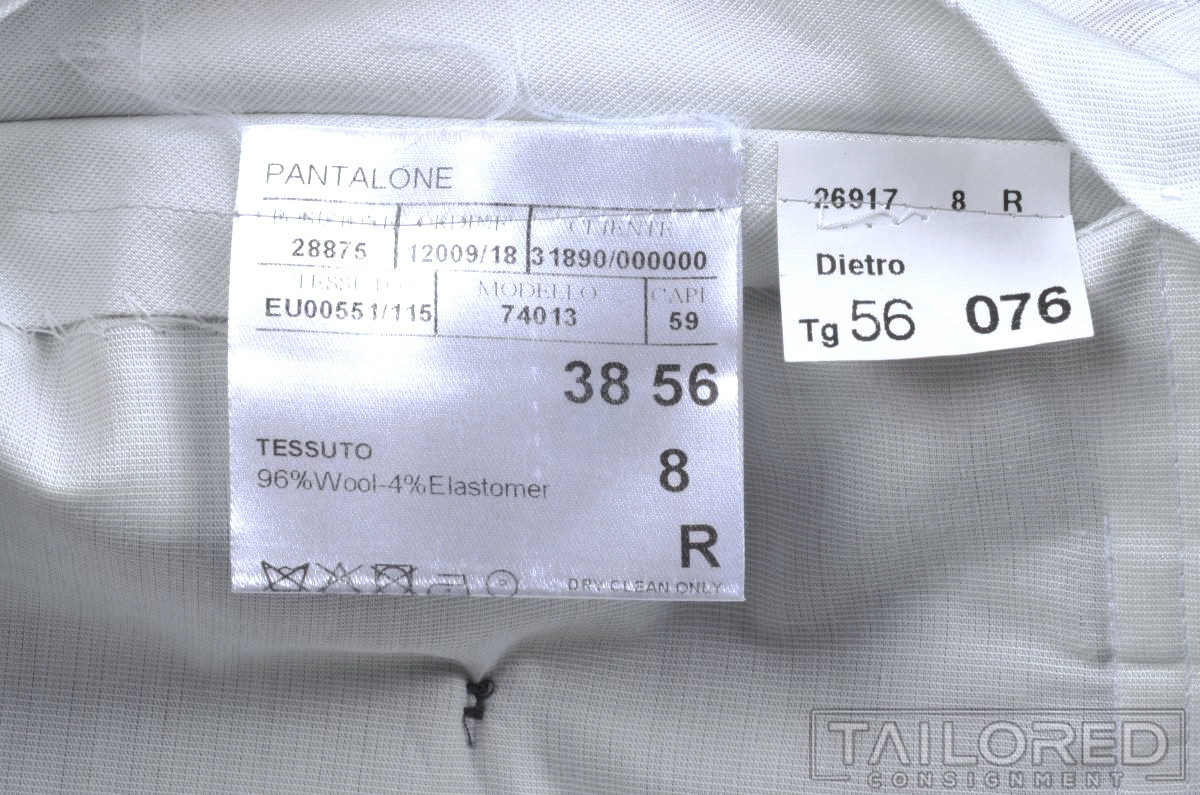 PANTALONE
ORDINE CLIENTE
28875 12009/18 31890/000000
TESSUTO MODELLO CAPI
EU00551/115 74013 59
38 56
TESSUTO
96%Wool-4%Elastomer
8
R
DRY CLEAN ONLY
26917 8 R
Dietro
Tg 56 076
TAILORED
CONSIGNMENT